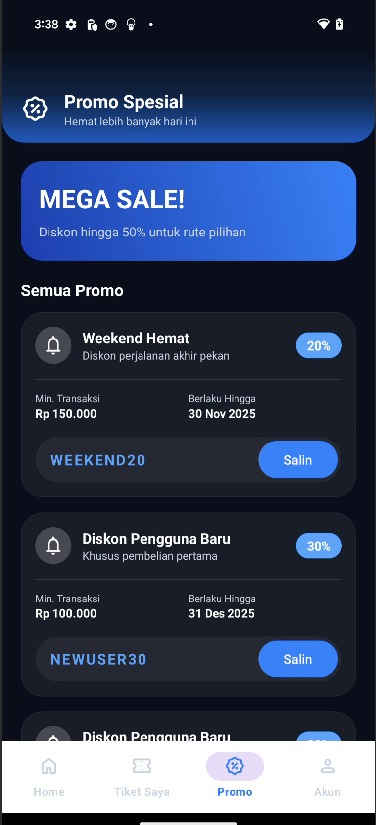 3:38
Promo Spesial
Hemat lebih banyak hari ini
MEGA SALE!
Diskon hingga 50% untuk rute pilihan
Semua Promo
Weekend Hemat
20%
Diskon perjalanan akhir pekan
Min. Transaksi
Berlaku Hingga
Rp 150.000
30 Nov 2025
WEEKEND20
Salin
Diskon Pengguna Baru
30%
Khusus pembelian pertama
Min. Transaksi
Berlaku Hingga
Rp 100.000
31 Des 2025
NEWUSER30
Salin
Diskon Pengguna Baru
Home
Tiket Saya
Promo
Akun